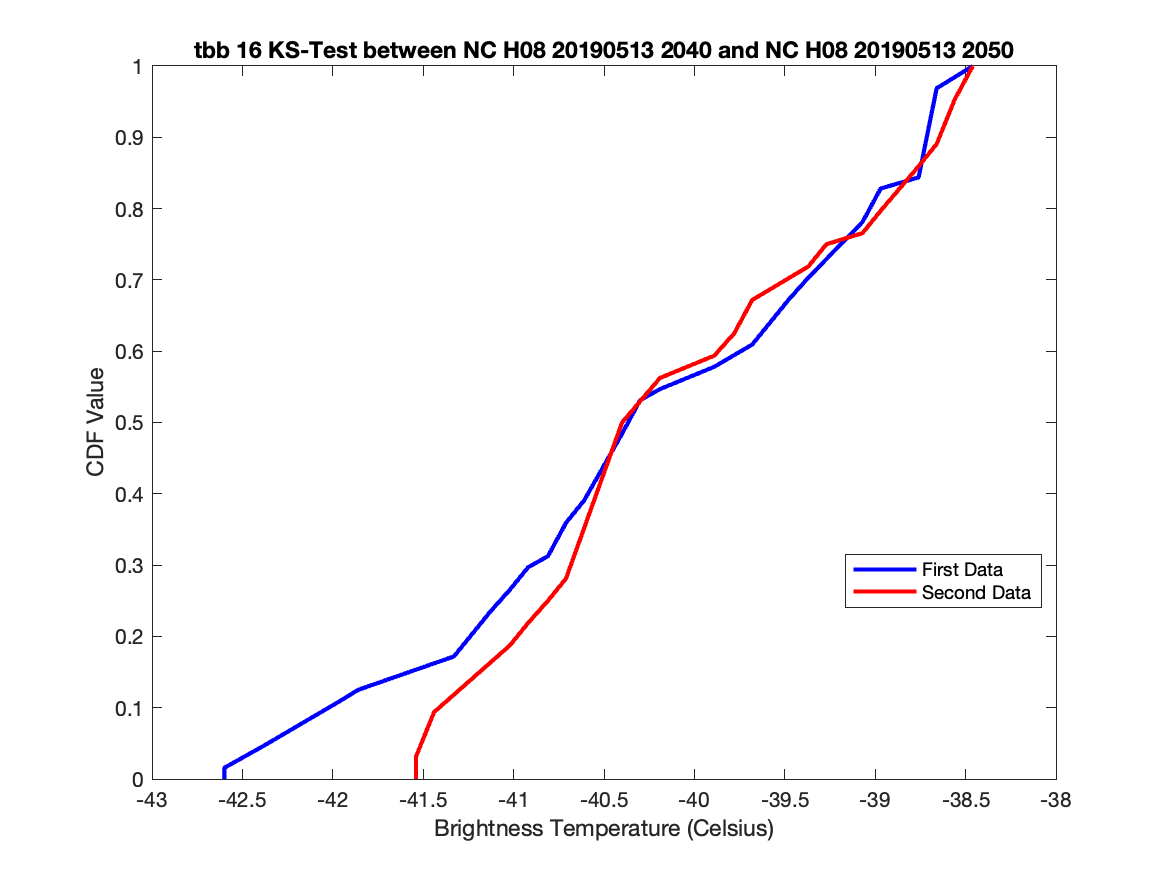 tbb 16 KS-Test between NC H08 20190513 2040 and NC H08 20190513 2050
1
0.9
0.8
0.7
0.6
0.5
0.4
0.3
0.2
0.1
0
CDF Value
First Data
Second Data
-43 -42.5 -42 -41.5 -41 -40.5 -40 -39.5 -39 -38.5 -38
Brightness Temperature (Celsius)